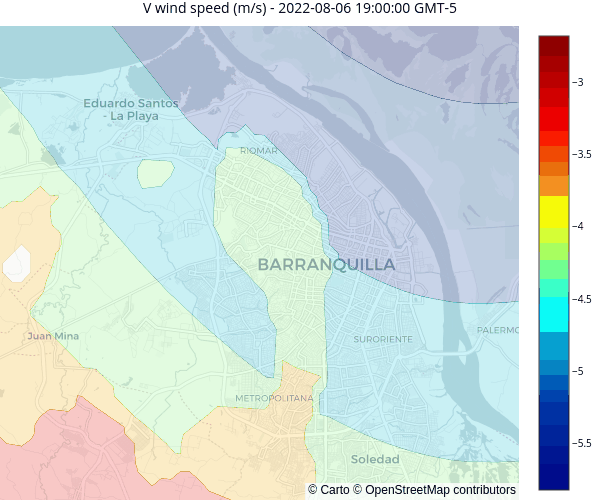 V wind speed (m/s) - 2022-08-06 19:00:00 GMT-5
Eduardo Santos
- La Playa
RIOMAR
BARRANQUILLA
Juan Mina
SURORIENTE
PALERMO
METROPOLITANA
Soledad
© Carto © OpenStreetMap contributors
−3
−3.5
−4
−4.5
−5
−5.5